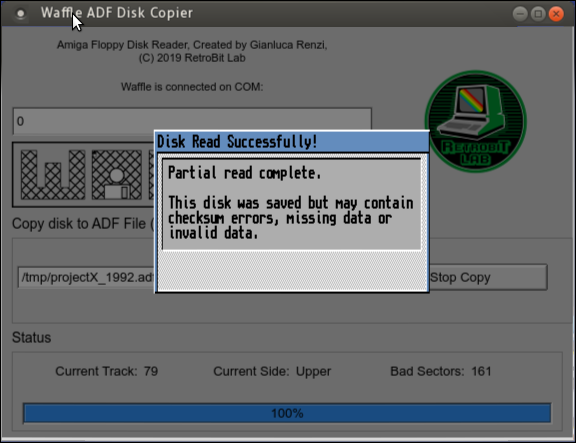 Waffle ADF Disk Copier
Amiga Floppy Disk Reader, Created by Gianluca Renzi,
(C) 2019 RetroBit Lab
Waffle is connected on COM:
0
RETROBIT
LAB
Disk Read Successfully!
Partial read complete.
This disk was saved but may contain
checksum errors, missing data or
invalid data.
Copy disk to ADF File (
/tmp/projectX_1992.ad
Stop Copy
Status
Current Track: 79 Current Side: Upper Bad Sectors: 161
100%